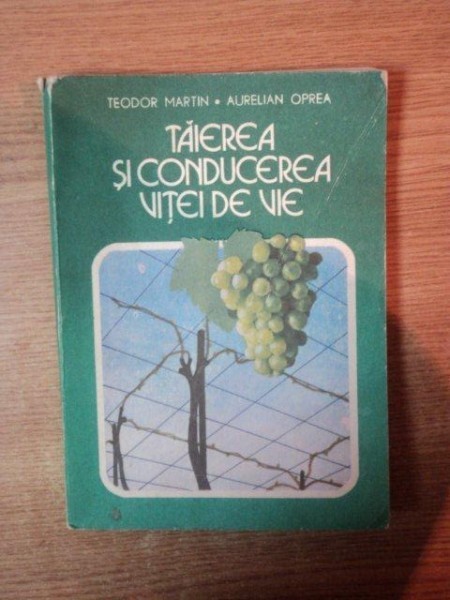 TEODOR MARTIN • AURELIAN OPREA
TĂIEREA
ȘI CONDUCEREA
VIȚEI DE VIE